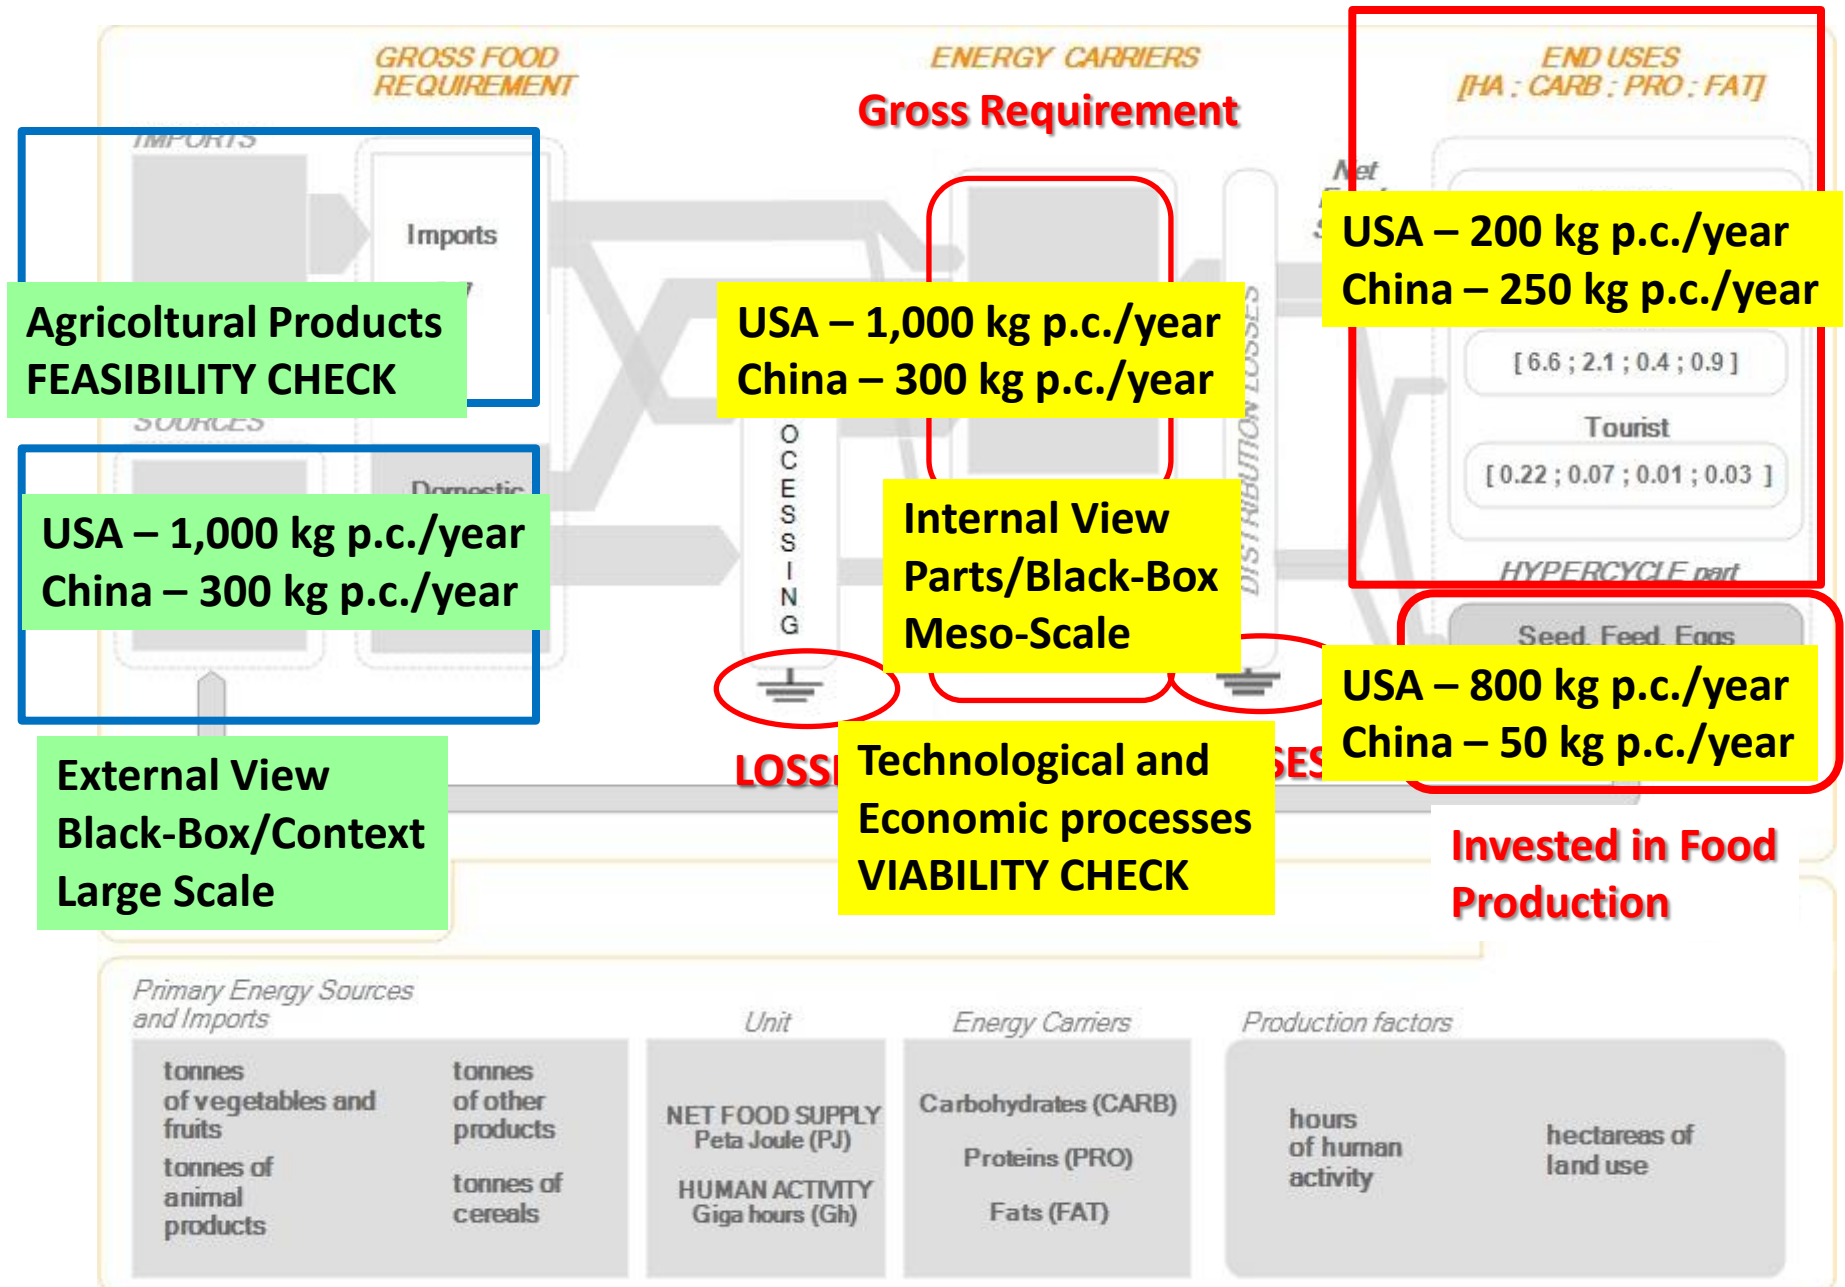 GROSS FOOD
REQUIREMENT
ENERGY CARRIERS
Gross Requirement
END USES
[HA : CARB : PRO : FAT]
IMPORTS
Imports
Net
Agricoltural Products
FEASIBILITY CHECK
USA – 1,000 kg p.c./year
China – 300 kg p.c./year
USA – 200 kg p.c./year
China – 250 kg p.c./year
[ 6.6 ; 2.1 ; 0.4 ; 0.9 ]
Tourist
[ 0.22 ; 0.07 ; 0.01 ; 0.03 ]
SOURCES
Domestic
USA – 1,000 kg p.c./year
China – 300 kg p.c./year
OCESSING
DISTRIBUTION LOSSES
Internal View
Parts/Black-Box
Meso-Scale
HYPERCYCLE part
Seed, Feed, Eggs
USA – 800 kg p.c./year
China – 50 kg p.c./year
External View
Black-Box/Context
Large Scale
LOSS
Technological and
Economic processes
VIABILITY CHECK
SES
Invested in Food
Production
Primary Energy Sources
and Imports
Unit
Energy Carriers
Production factors
tonnes
of vegetables and
fruits
tonnes of
animal
products
tonnes
of other
products
tonnes of
cereals
NET FOOD SUPPLY
Peta Joule (PJ)
HUMAN ACTIVITY
Giga hours (Gh)
Carbohydrates (CARB)
Proteins (PRO)
Fats (FAT)
hours
of human
activity
hectareas of
land use